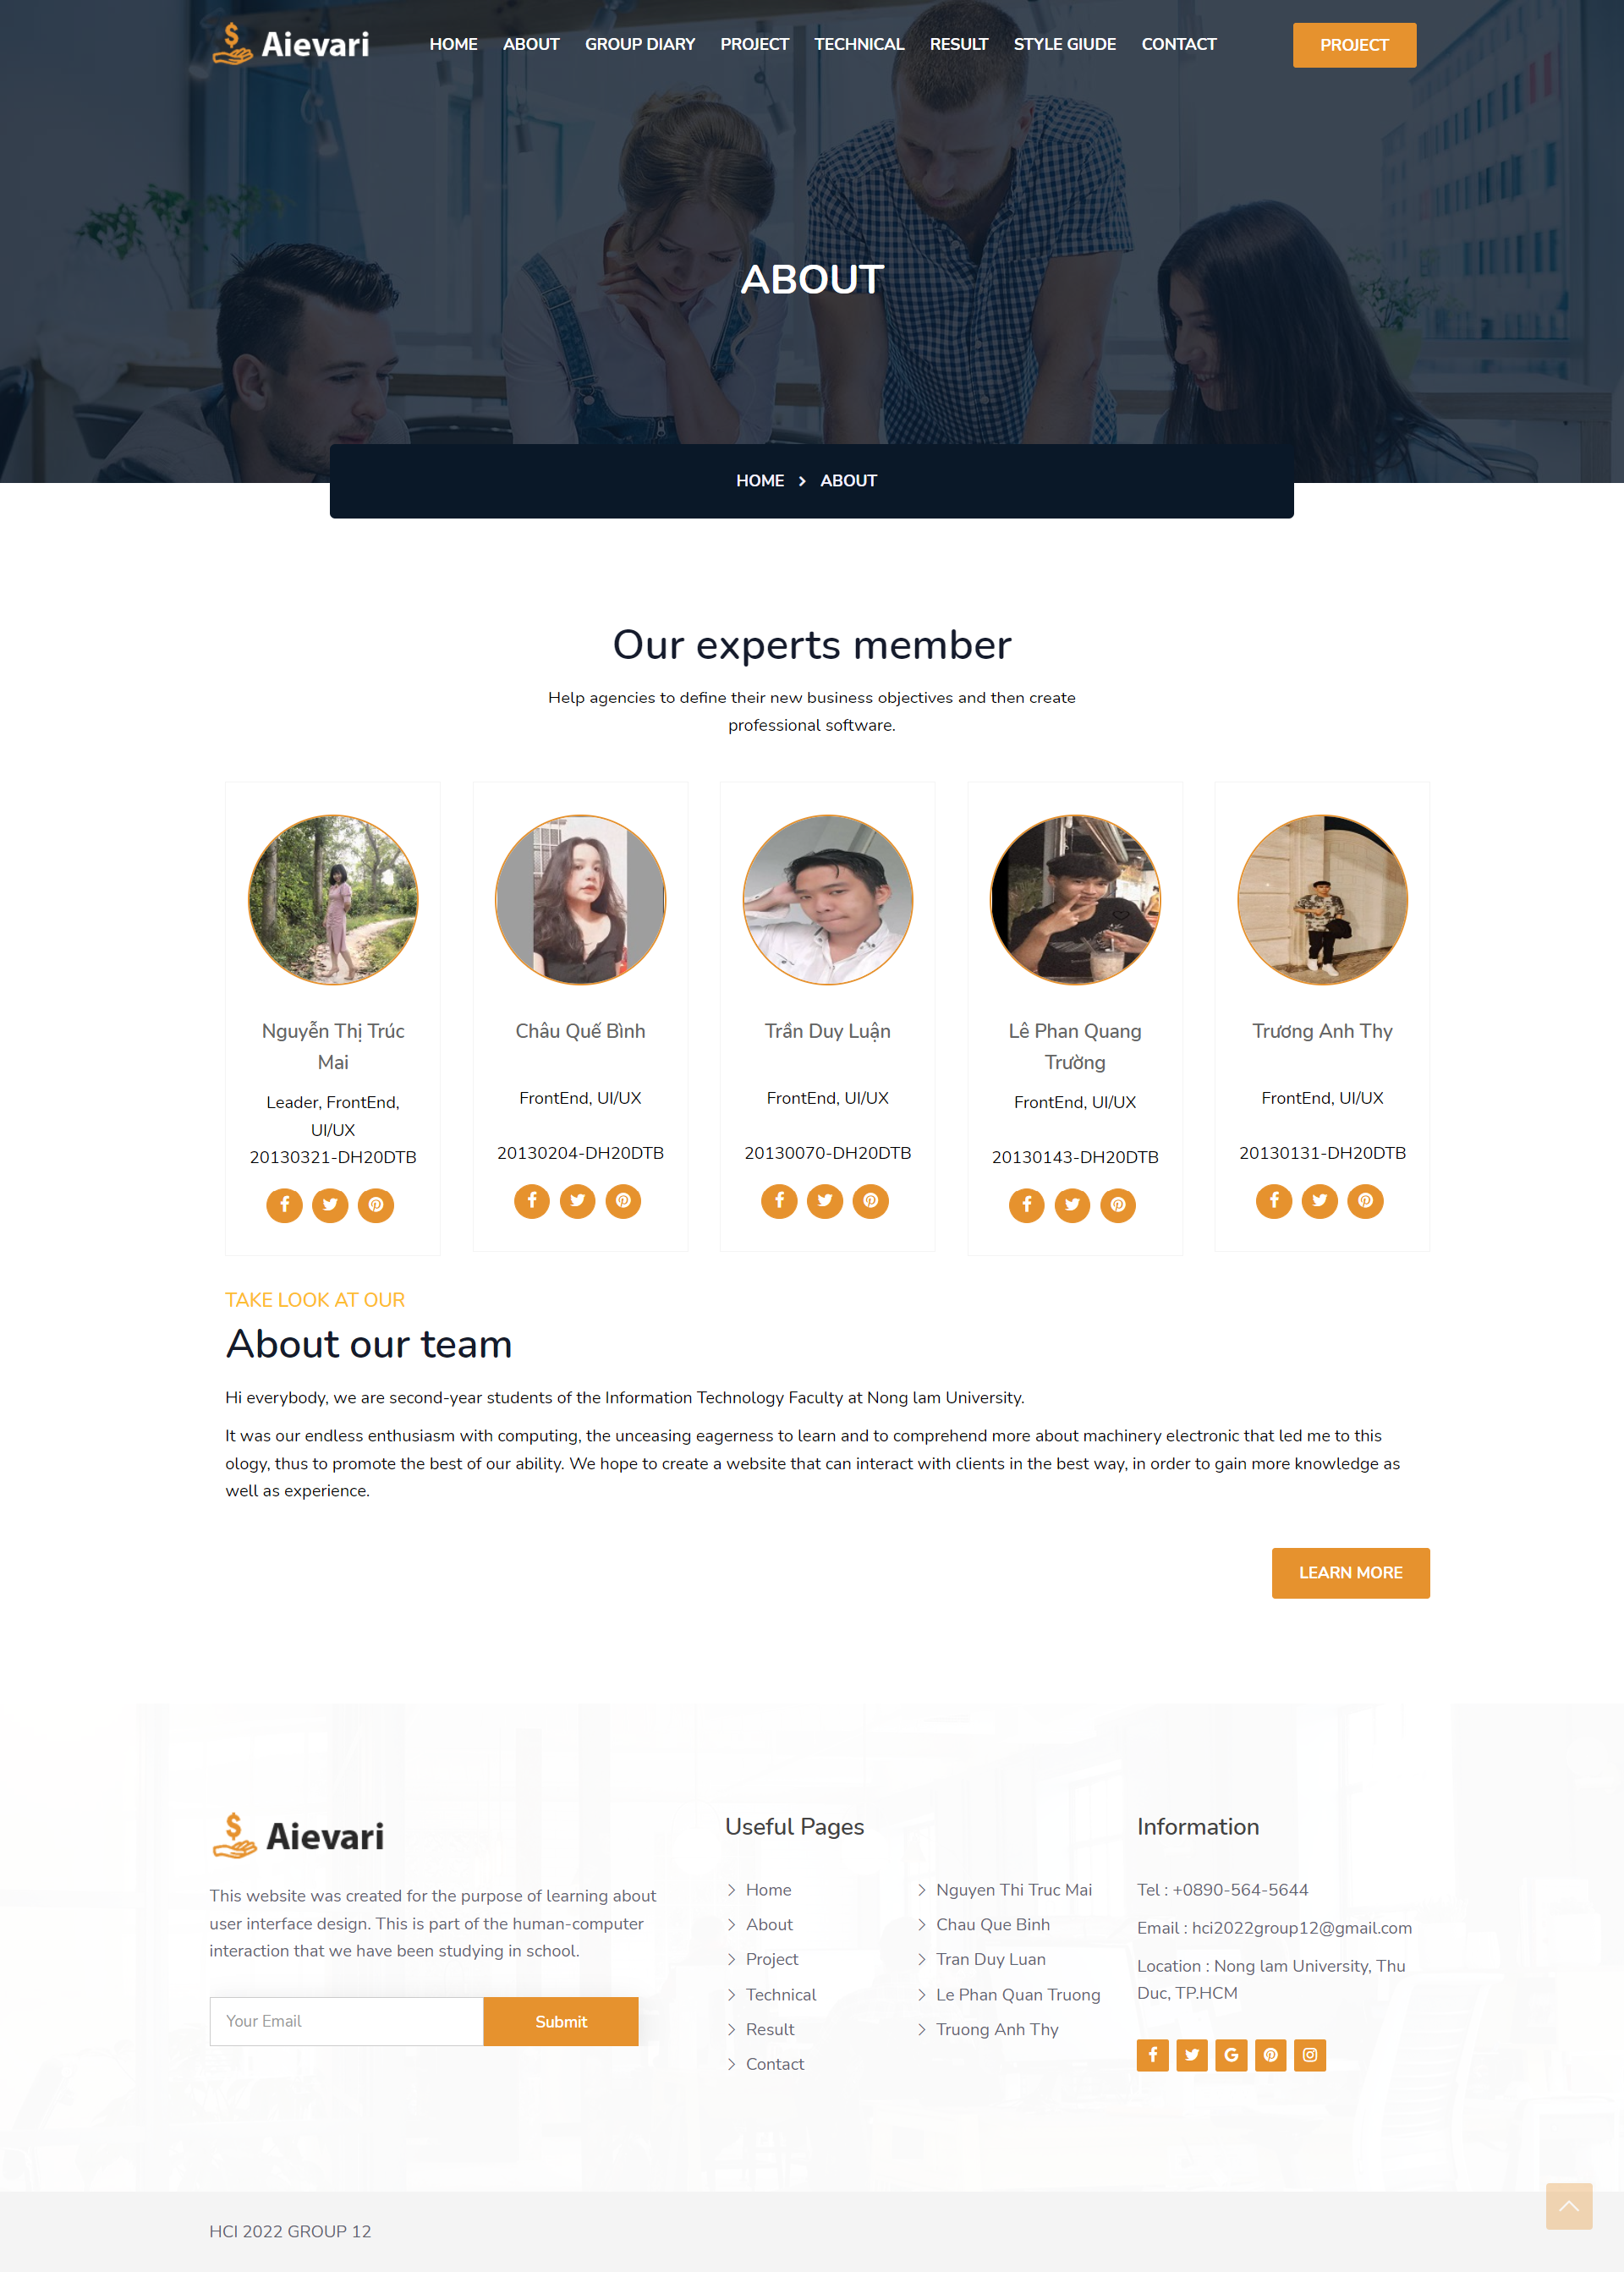 Aievari
HOME ABOUT GROUP DIARY PROJECT TECHNICAL RESULT STYLE GIUDE CONTACT
PROJECT
ABOUT
HOME > ABOUT
Our experts member
Help agencies to define their new business objectives and then create
professional software.
Nguyễn Thị Trúc
Mai
Leader, FrontEnd,
UI/UX
20130321-DH20DTB
Châu Quế Bình
FrontEnd, UI/UX
20130204-DH20DTB
Trần Duy Luận
FrontEnd, UI/UX
20130070-DH20DTB
Lê Phan Quang
Trường
FrontEnd, UI/UX
20130143-DH20DTB
Trương Anh Thy
FrontEnd, UI/UX
20130131-DH20DTB
TAKE LOOK AT OUR
About our team
Hi everybody, we are second-year students of the Information Technology Faculty at Nong lam University.
It was our endless enthusiasm with computing, the unceasing eagerness to learn and to comprehend more about machinery electronic that led me to this
ology, thus to promote the best of our ability. We hope to create a website that can interact with clients in the best way, in order to gain more knowledge as
well as experience.
LEARN MORE
Aievari
This website was created for the purpose of learning about
user interface design. This is part of the human-computer
interaction that we have been studying in school.
Your Email
Submit
Useful Pages
Home
About
Project
Technical
Result
Contact
Nguyen Thi Truc Mai
Chau Que Binh
Tran Duy Luan
Le Phan Quan Truong
Truong Anh Thy
Information
Tel : +0890-564-5644
Email : hci2022group12@gmail.com
Location : Nong lam University, Thu
Duc, TP.HCM
HCI 2022 GROUP 12